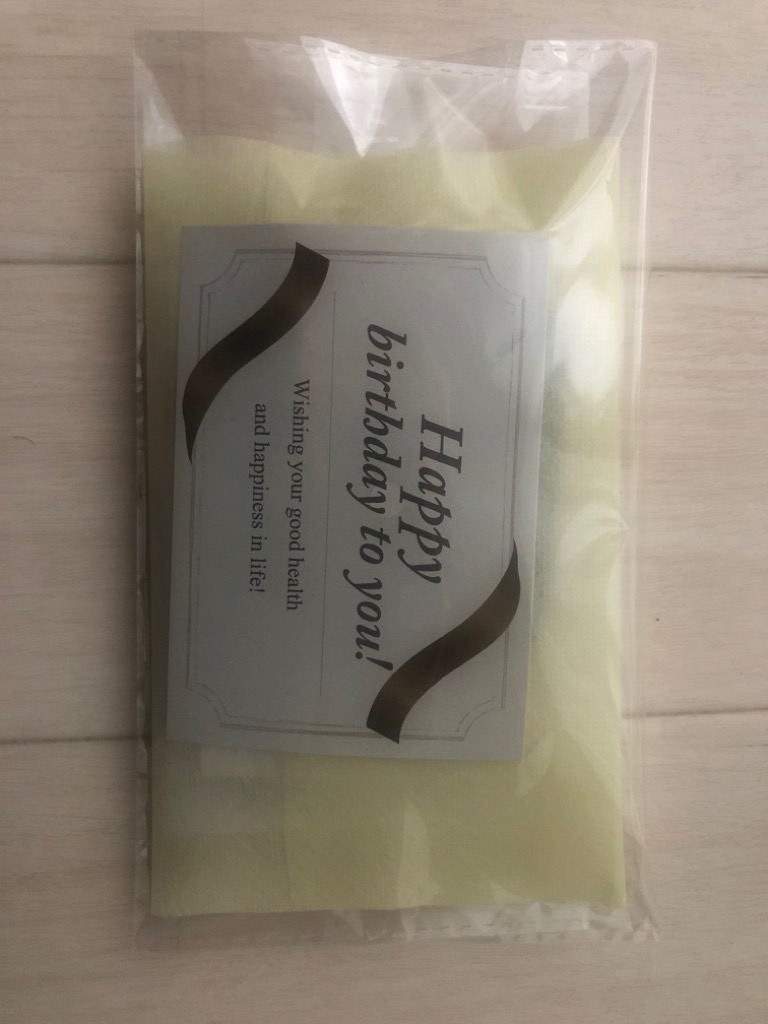 Happy
birthday to you!
Wishing your good health
and happiness in life!